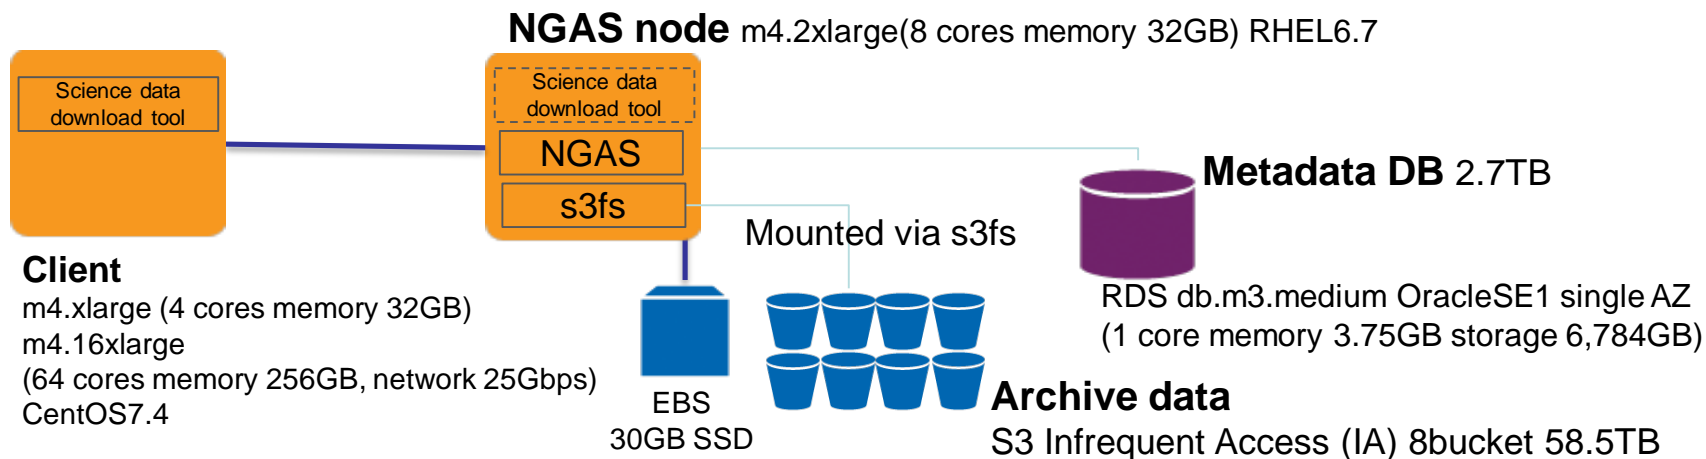 NGAS node m4.2xlarge(8 cores memory 32GB) RHEL6.7
Science data
download tool
Science data
download tool
NGAS
s3fs
Metadata DB 2.7TB
Mounted via s3fs
Client
m4.xlarge (4 cores memory 32GB)
m4.16xlarge
(64 cores memory 256GB, network 25Gbps)
CentOS7.4
EBS
30GB SSD
RDS db.m3.medium OracleSE1 single AZ
(1 core memory 3.75GB storage 6,784GB)
Archive data
S3 Infrequent Access (IA) 8bucket 58.5TB